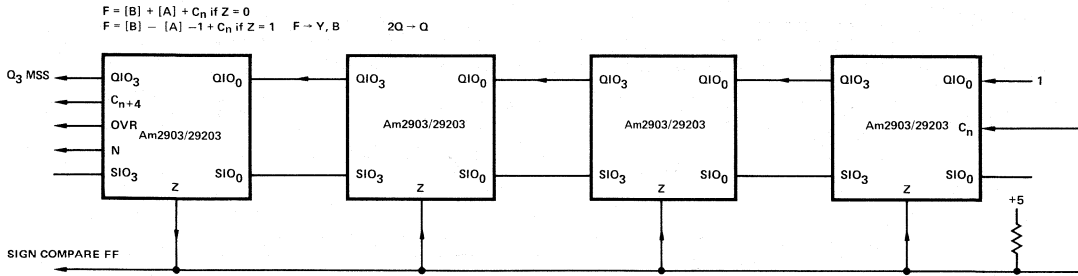 F = [B] + [A] + Cn if Z = 0
F = [B] − [A] − 1 + Cn if Z = 1 F → Y, B 2Q → Q
Q3 MSS QIO3 QIO0 QIO3 QIO0 QIO3 QIO0 QIO3 QIO0 1
Cn+4
OVR Am2903/29203 Am2903/29203 Am2903/29203 Am2903/29203 Cn
N
SIO3 SIO0 SIO3 SIO0 SIO3 SIO0 SIO3 SIO0
Z Z Z Z
+5
SIGN COMPARE FF